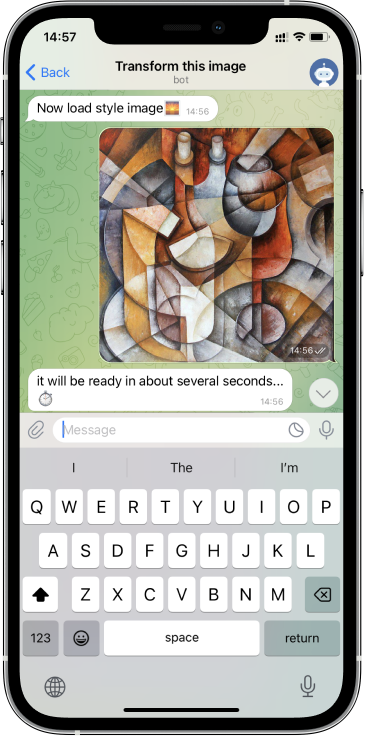 14:57
Back
Transform this image
bot
Now load style image🌅 14:56
14:56
it will be ready in about several seconds...
⏱ 14:56
Message
I The I'm
Q W E R T Y U I O P
A S D F G H J K L
Z X C V B N M
123 space return